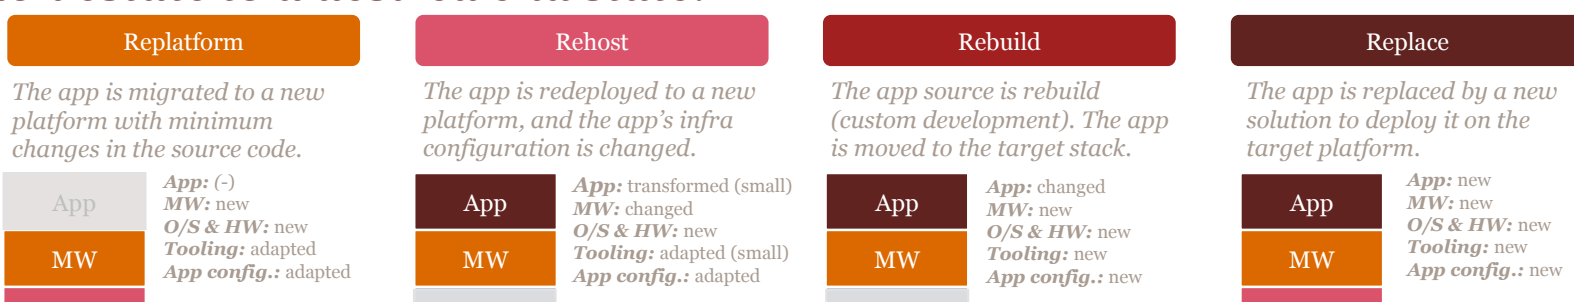 Replatform
The app is migrated to a new
platform with minimum
changes in the source code.
App
MW
App: (-)
MW: new
O/S & HW: new
Tooling: adapted
App config.: adapted
Rehost
The app is redeployed to a new
platform, and the app's infra
configuration is changed.
App
MW
App: transformed (small)
MW: changed
O/S & HW: new
Tooling: adapted (small)
App config.: adapted
Rebuild
The app source is rebuild
(custom development). The app
is moved to the target stack.
App
MW
App: changed
MW: new
O/S & HW: new
Tooling: new
App config.: new
Replace
The app is replaced by a new
solution to deploy it on the
target platform.
App
MW
App: new
MW: new
O/S & HW: new
Tooling: new
App config.: new